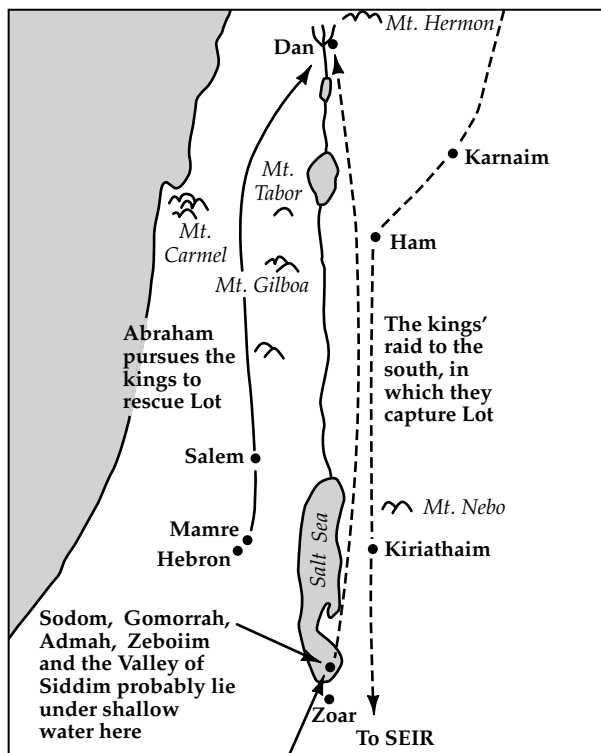 Mt. Hermon
Dan
Karnaim
Mt.
Tabor
Mt.
Carmel
Ham
Mt. Gilboa
Abraham
pursues the
kings to
rescue Lot
The kings'
raid to the
south, in
which they
capture Lot
Salem
Salt Sea
Mt. Nebo
Mamre
Hebron
Kiriathaim
Sodom, Gomorrah,
Admah, Zeboiim
and the Valley of
Siddim probably lie
under shallow
water here
Zoar
To SEIR